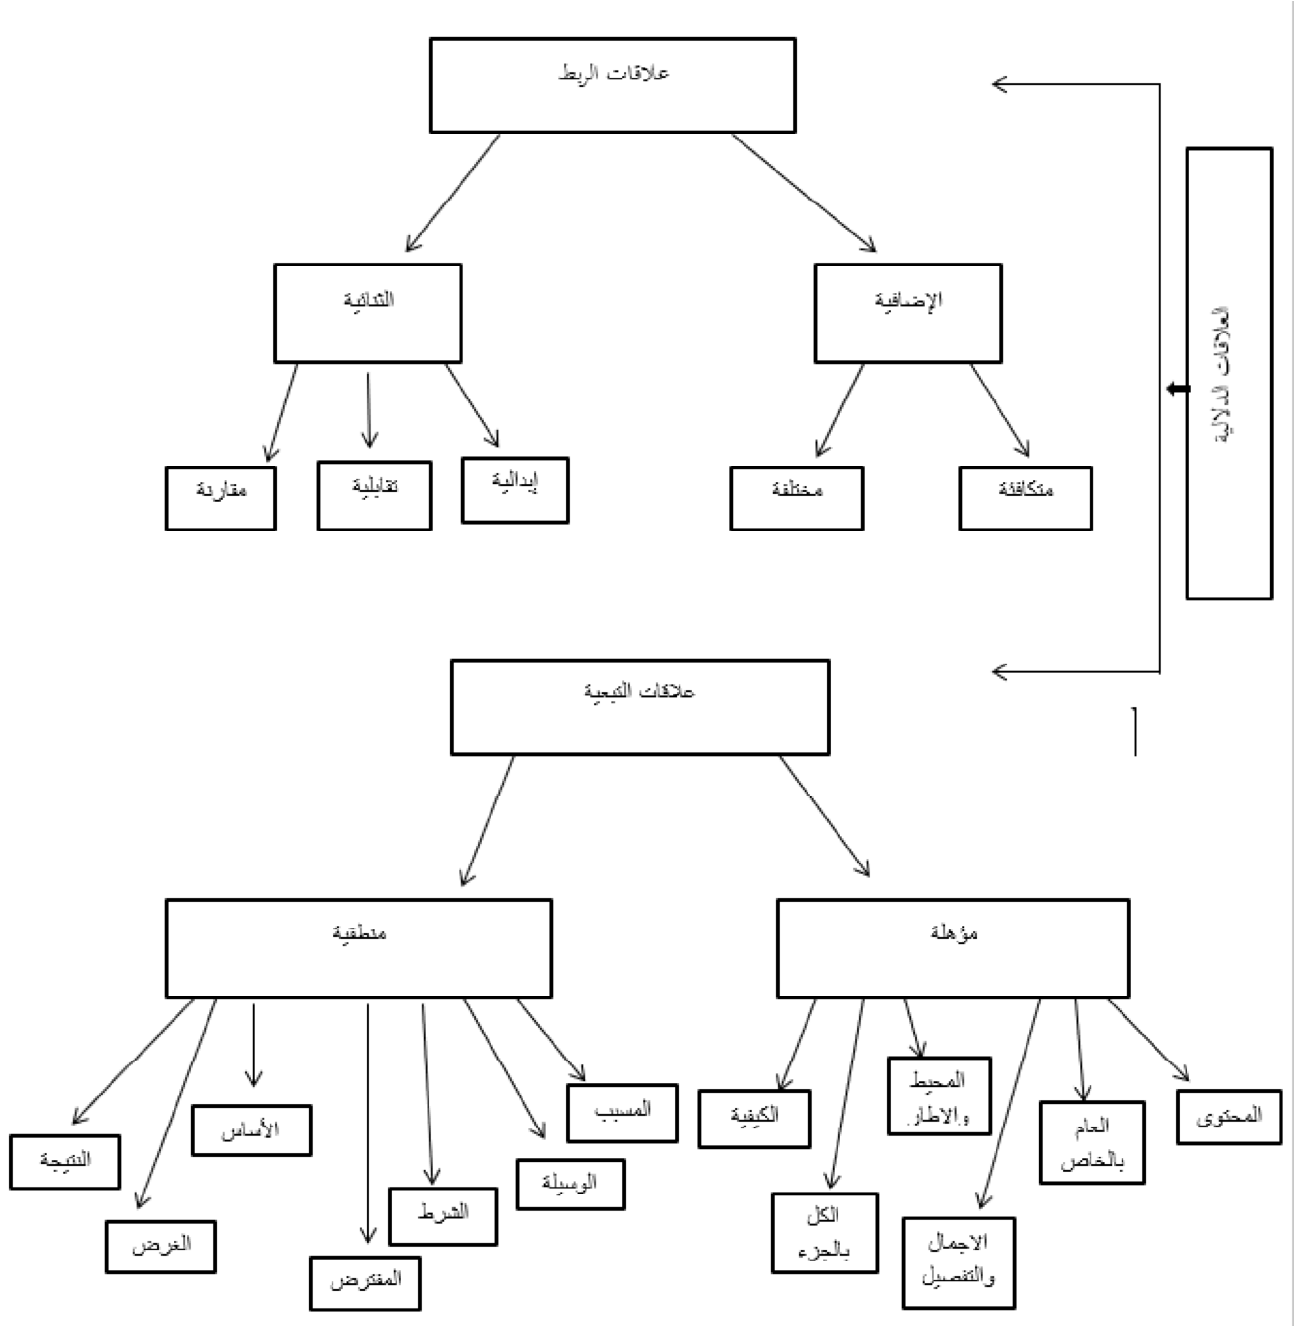 علاقات الربط
العلاقات الدلالية
الإضافية
الثنائية
متكافئة
مختلفة
إبدالية
تقابلية
مقارنة
علاقات التبعية
مؤهلة
منطقية
المحتوى
العام
بالخاص
الاجمال
والتفصيل
المحيط
والاطار
الكل
بالجزء
الكيفية
المسبب
الوسيلة
الشرط
المفترض
الأساس
الغرض
النتيجة